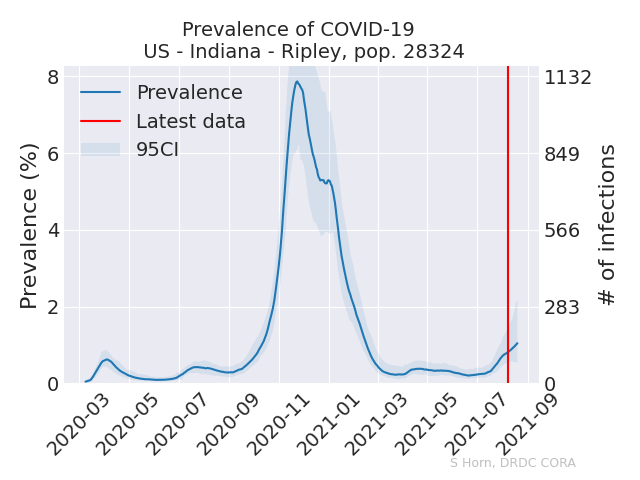 Prevalence of COVID-19
US - Indiana - Ripley, pop. 28324
Prevalence
Latest data
95CI
Prevalence (%)
8
6
4
2
0
1132
849
566
283
0
# of infections
2020-03
2020-05
2020-07
2020-09
2020-11
2021-01
2021-03
2021-05
2021-07
2021-09
S Horn, DRDC CORA